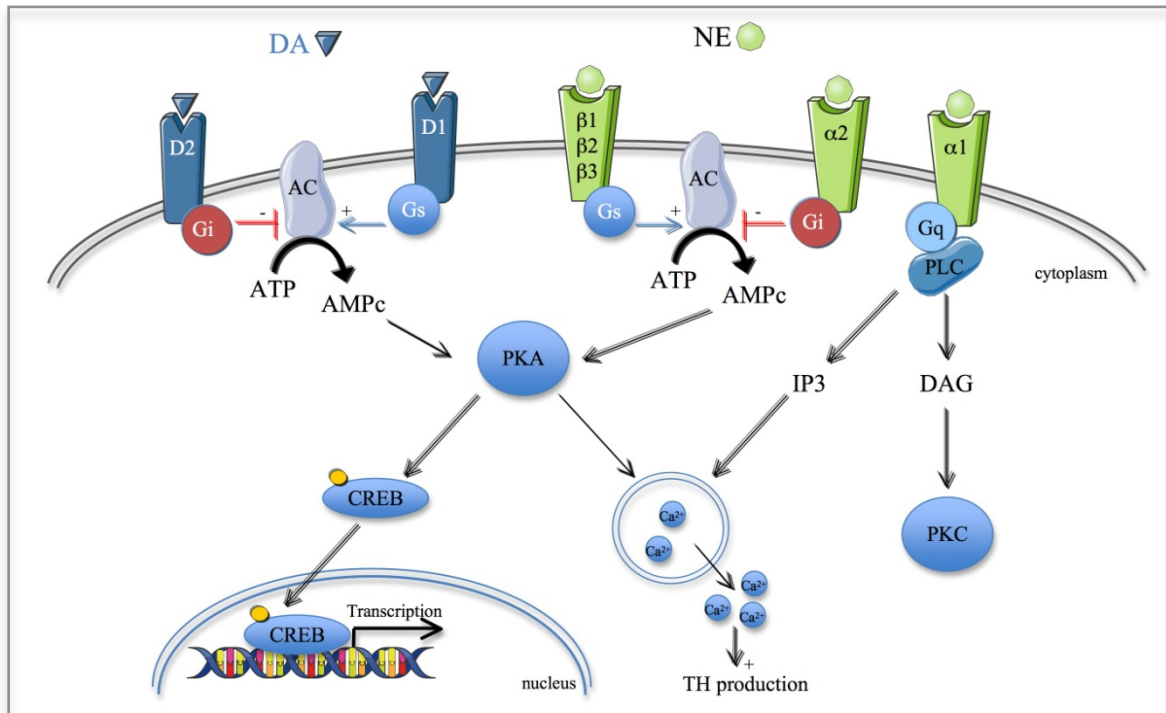 DA
NE
D2
D1
β1
β2
β3
α2
α1
AC
AC
Gi
-
+
Gs
Gs
+
-
Gi
Gq
PLC
cytoplasm
ATP
AMPc
ATP
AMPc
PKA
IP3
DAG
CREB
Ca²⁺
Ca²⁺
PKC
Ca²⁺
Ca²⁺
Ca²⁺
Transcription
CREB
nucleus
+
TH production